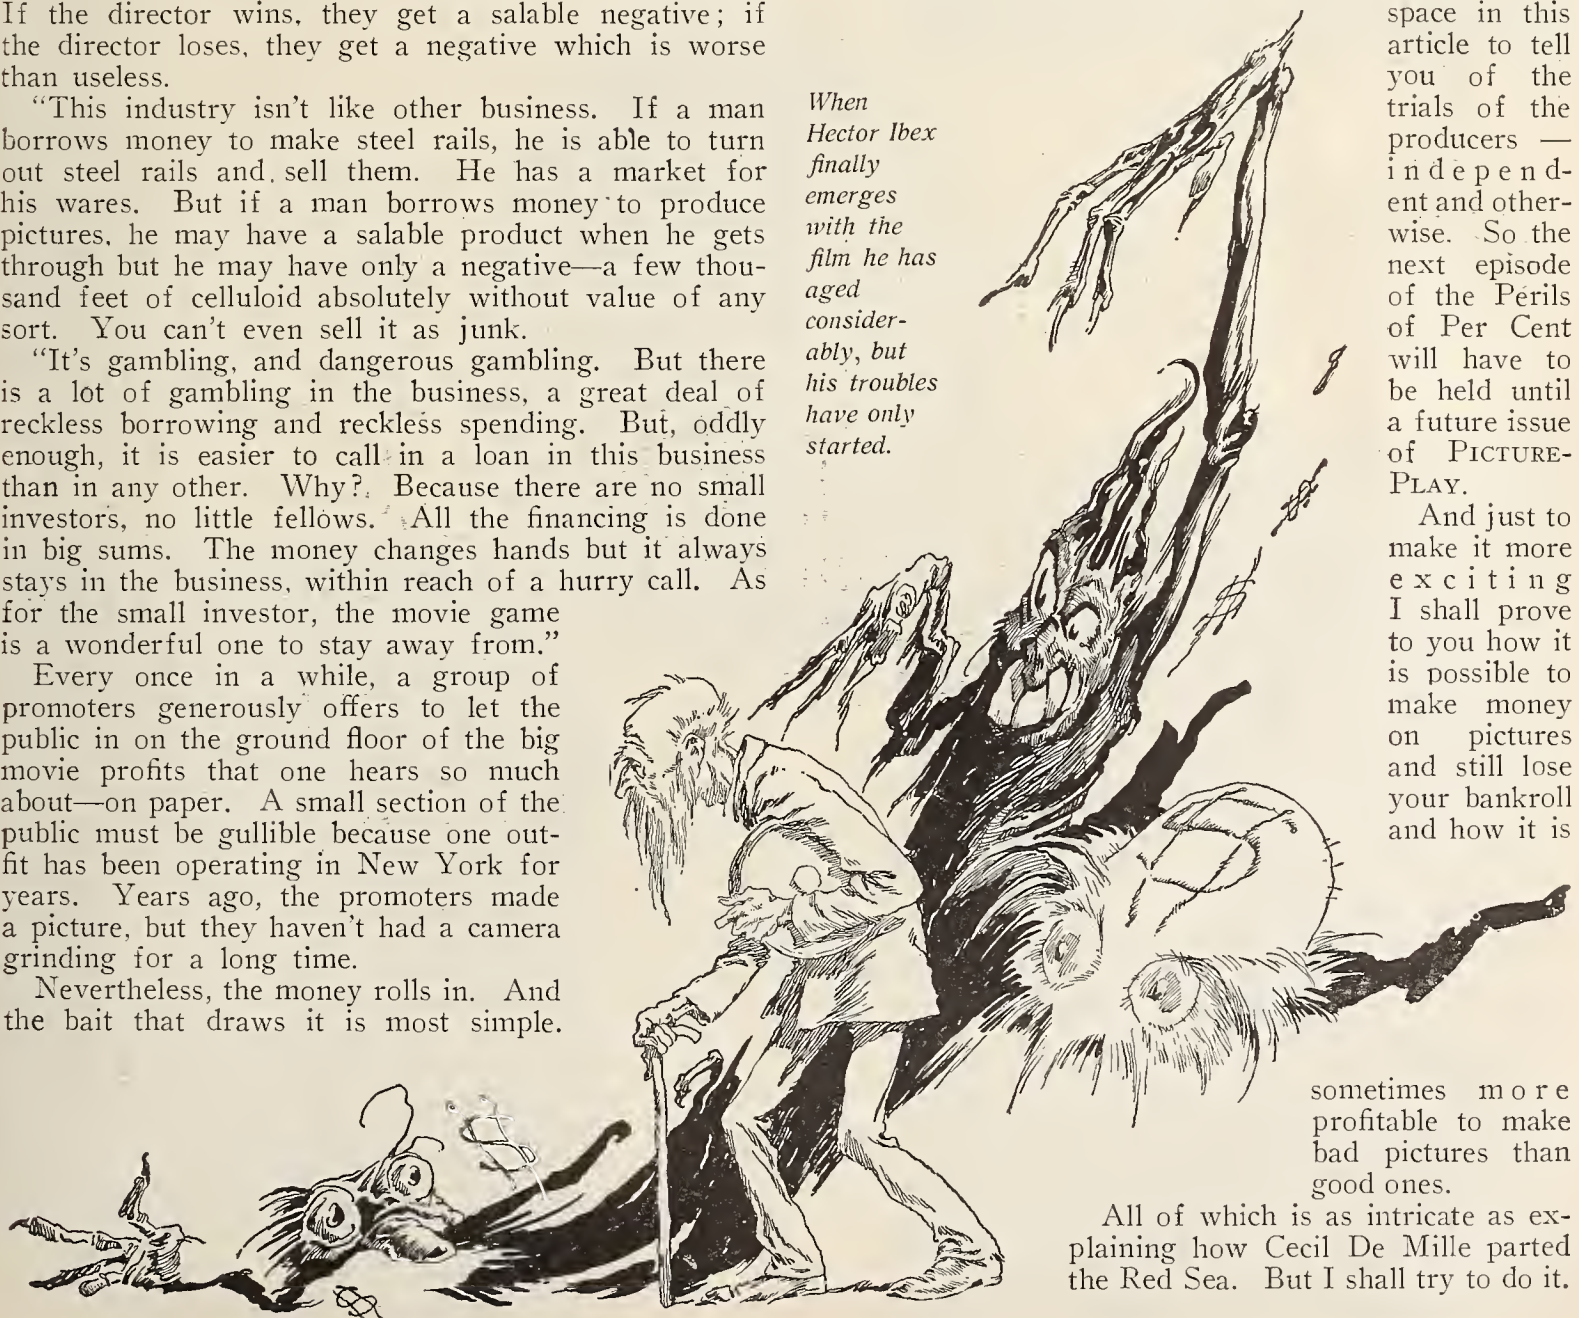 If the director wins, they get a salable negative; if
the director loses, they get a negative which is worse
than useless.
“This industry isn’t like other business. If a man
borrows money to make steel rails, he is able to turn
out steel rails and sell them. He has a market for
his wares. But if a man borrows money to produce
pictures, he may have a salable product when he gets
through but he may have only a negative—a few thou-
sand feet of celluloid absolutely without value of any
sort. You can’t even sell it as junk.
“It’s gambling, and dangerous gambling. But there
is a lot of gambling in the business, a great deal of
reckless borrowing and reckless spending. But, oddly
enough, it is easier to call in a loan in this business
than in any other. Why? Because there are no small
investors, no little fellows. All the financing is done
in big sums. The money changes hands but it always
stays in the business, within reach of a hurry call. As
for the small investor, the movie game
is a wonderful one to stay away from.”
Every once in a while, a group of
promoters generously offers to let the
public in on the ground floor of the big
movie profits that one hears so much
about—on paper. A small section of the
public must be gullible because one out-
fit has been operating in New York for
years. Years ago, the promoters made
a picture, but they haven’t had a camera
grinding for a long time.
Nevertheless, the money rolls in. And
the bait that draws it is most simple.
When
Hector Ibex
finally
emerges
with the
film he has
aged
consider-
ably, but
his troubles
have only
started.
space in this
article to tell
you of the
trials of the
producers —
independ-
ent and other-
wise. So the
next episode
of the Perils
of Per Cent
will have to
be held until
a future issue
of PICTURE-
PLAY.
And just to
make it more
exciting
I shall prove
to you how it
is possible to
make money
on pictures
and still lose
your bankroll
and how it is
sometimes more
profitable to make
bad pictures than
good ones.
All of which is as intricate as ex-
plaining how Cecil De Mille parted
the Red Sea. But I shall try to do it.